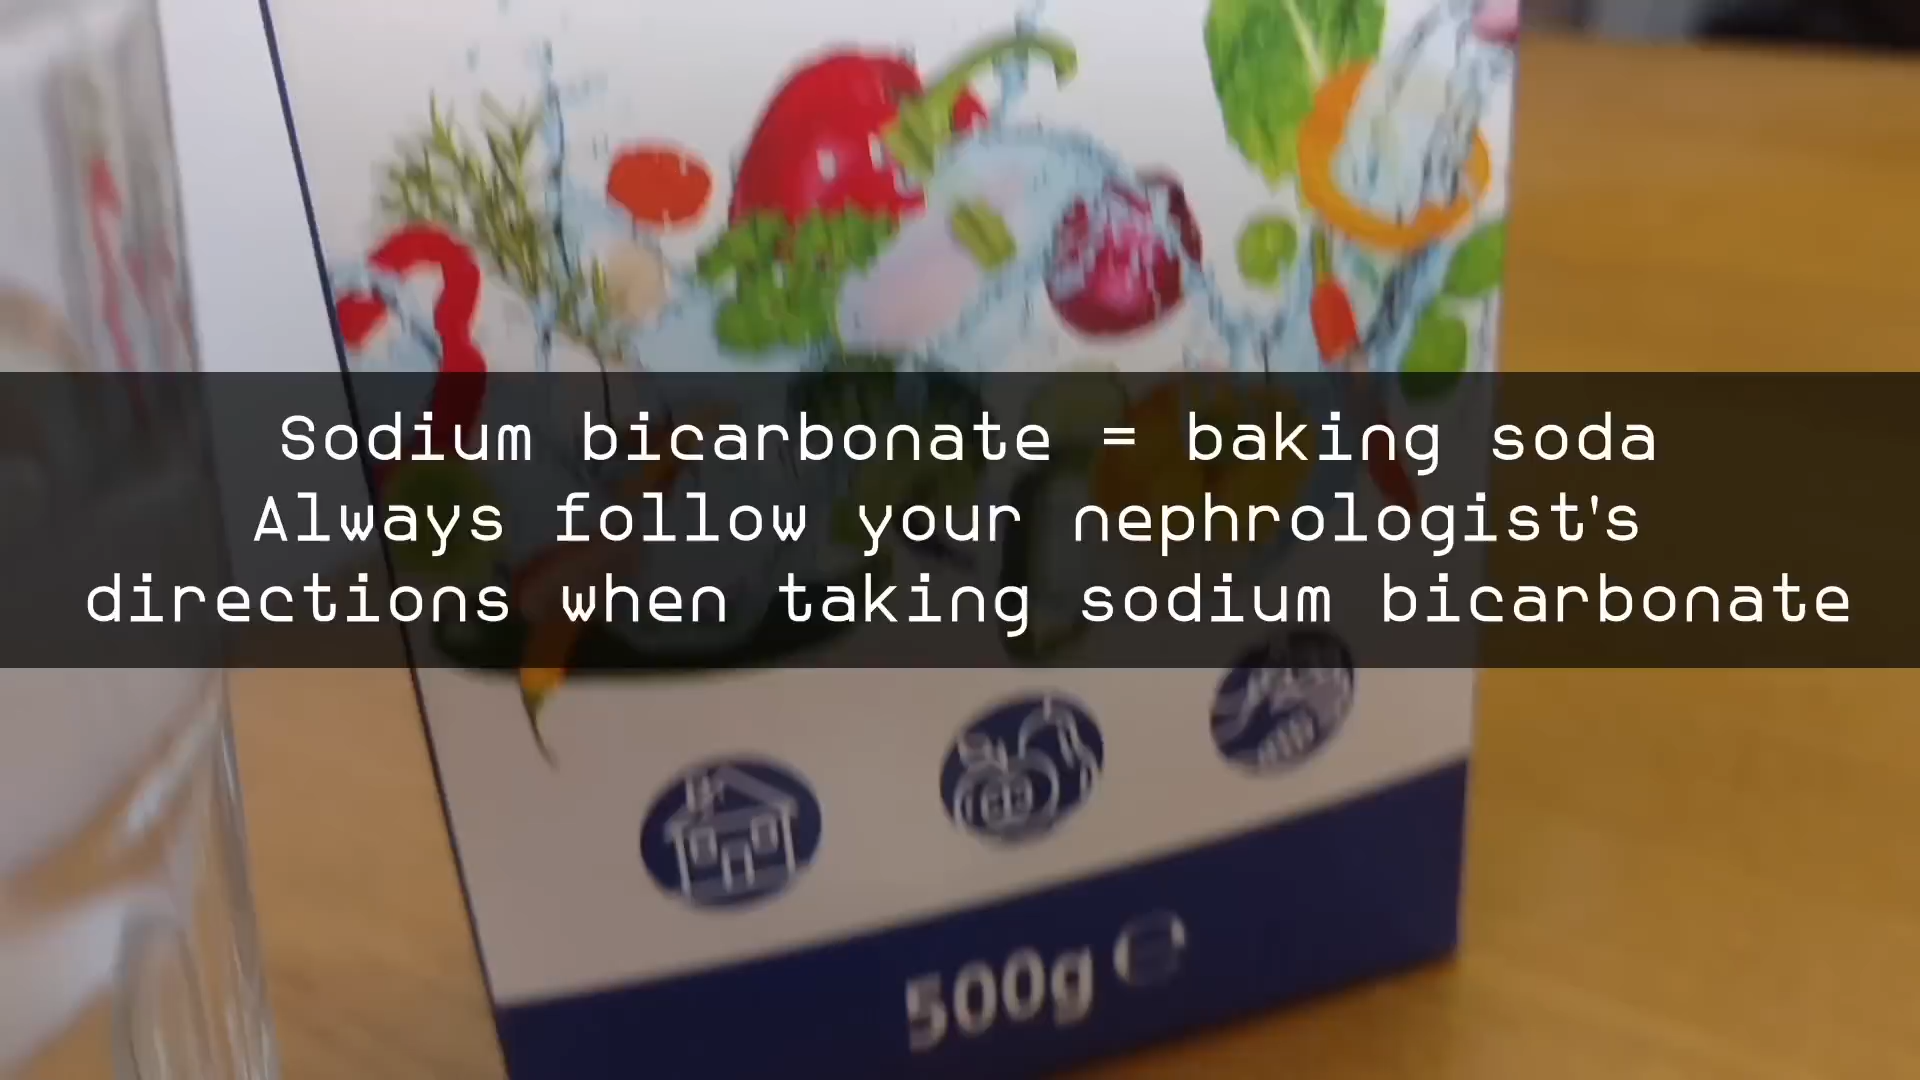 Sodium bicarbonate = baking soda
Always follow your nephrologist's
directions when taking sodium bicarbonate
500g ℮